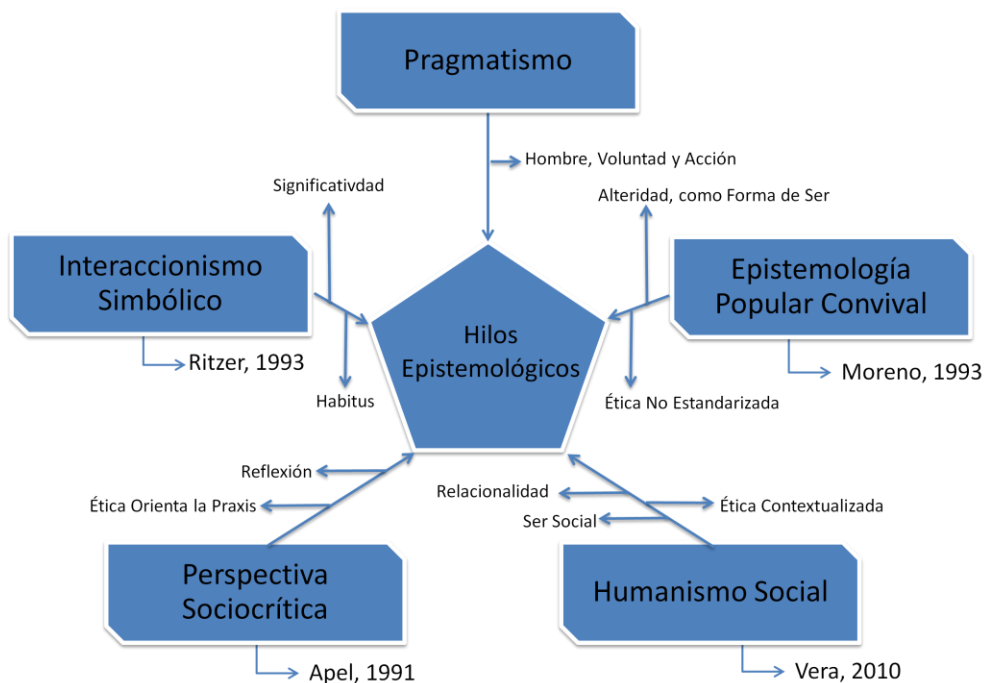 Pragmatismo
Hombre, Voluntad y Acción
Significativdad
Alteridad, como Forma de Ser
Interaccionismo
Simbólico
Ritzer, 1993
Epistemología
Popular Convival
Moreno, 1993
Hilos
Epistemológicos
Habitus
Ética No Estandarizada
Reflexión
Ética Orienta la Praxis
Relacionalidad
Ser Social
Ética Contextualizada
Perspectiva
Sociocrítica
Apel, 1991
Humanismo Social
Vera, 2010